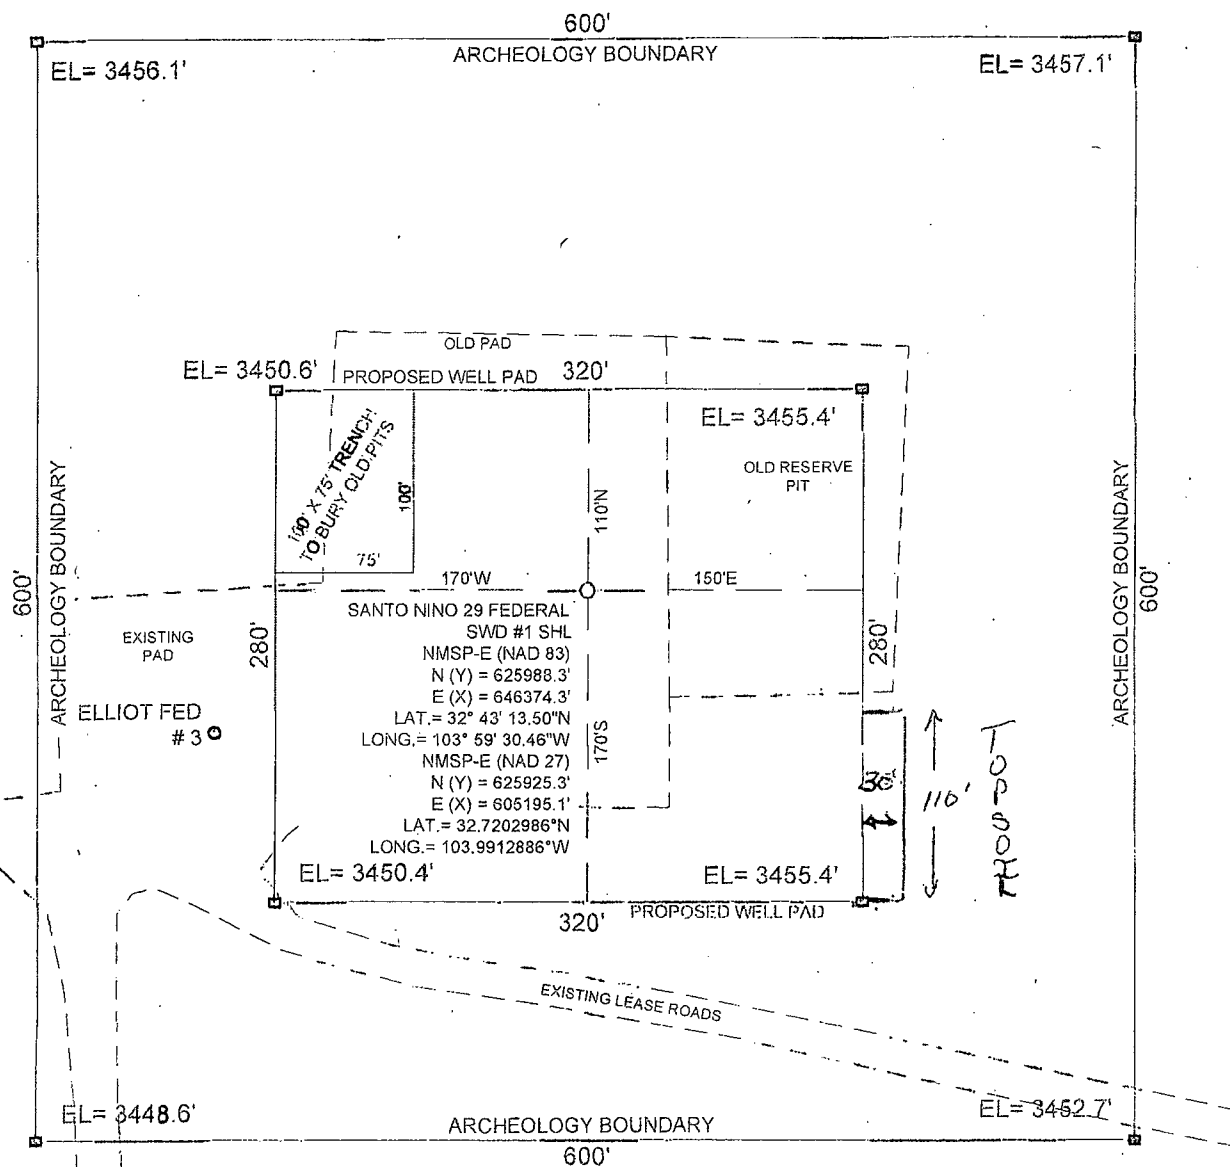 600'
ARCHEOLOGY BOUNDARY
EL= 3456.1'
EL= 3457.1'
OLD PAD
EL= 3450.6'
PROPOSED WELL PAD
320'
EL= 3455.4'
100' X 75' TRENCH
TO BURY OLD PITS
100'
75'
110'N
OLD RESERVE
PIT
ARCHEOLOGY BOUNDARY
600'
ARCHEOLOGY BOUNDARY
600'
170'W
150'E
EXISTING
PAD
280'
280'
SANTO NINO 29 FEDERAL
SWD #1 SHL
NMSP-E (NAD 83)
N (Y) = 625988.3'
E (X) = 646374.3'
LAT.= 32° 43' 13.50"N
LONG.= 103° 59' 30.46"W
NMSP-E (NAD 27)
N (Y) = 625925.3'
E (X) = 605195.1'
LAT.= 32.7202986°N
LONG.= 103.9912886°W
170'S
ELLIOT FED
# 3
30'
110'
TOPSOIL
EL= 3450.4'
EL= 3455.4'
320'
PROPOSED WELL PAD
EXISTING LEASE ROADS
EL= 3448.6'
EL= 3452.7'
ARCHEOLOGY BOUNDARY
600'